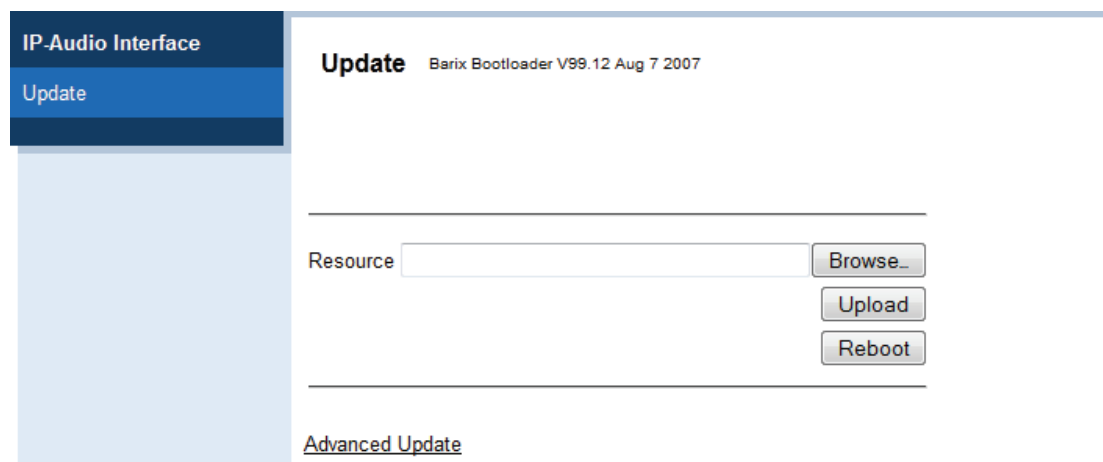 IP-Audio Interface
Update
Update Barix Bootloader V99.12 Aug 7 2007
Resource Browse...
Upload
Reboot
Advanced Update